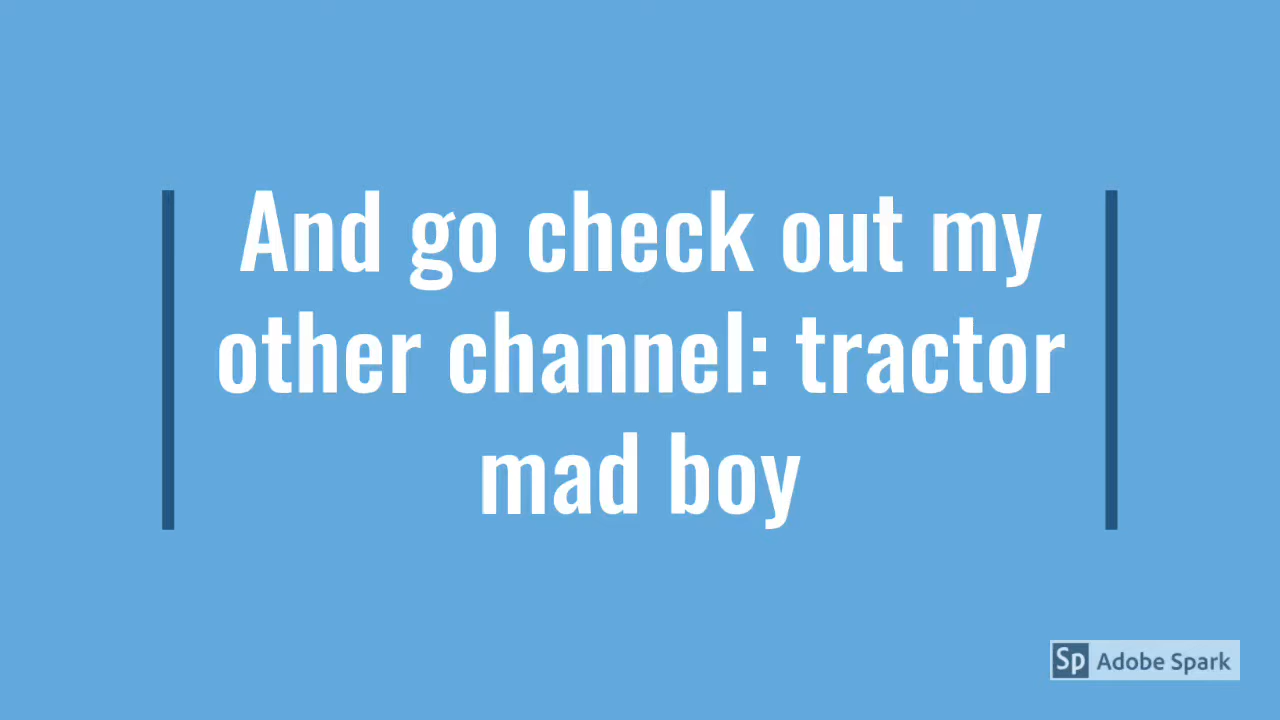 And go check out my
other channel: tractor
mad boy
Sp Adobe Spark